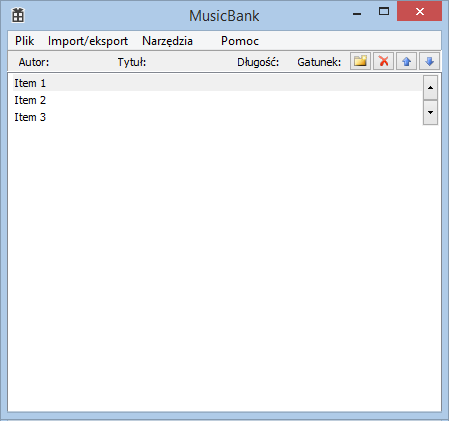 MusicBank
Plik Import/eksport Narzędzia Pomoc
Autor: Tytuł: Długość: Gatunek:
Item 1
Item 2
Item 3